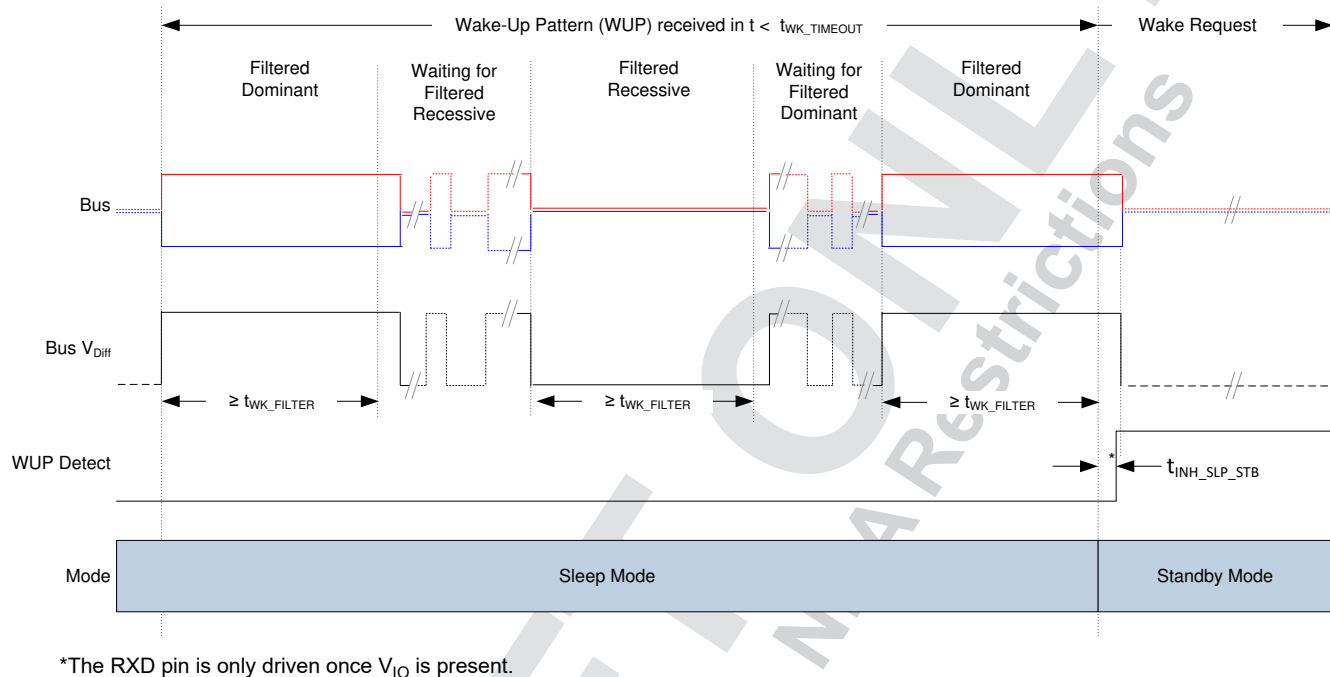 Wake-Up Pattern (WUP) received in t < tWK_TIMEOUT
Wake Request
Filtered
Dominant
Waiting for
Filtered
Recessive
Filtered
Recessive
Waiting for
Filtered
Dominant
Filtered
Dominant
Bus
Bus VDiff
≥ tWK_FILTER
≥ tWK_FILTER
≥ tWK_FILTER
WUP Detect
*
tINH_SLP_STB
Mode
Sleep Mode
Standby Mode
*The RXD pin is only driven once VIO is present.
Restrictions